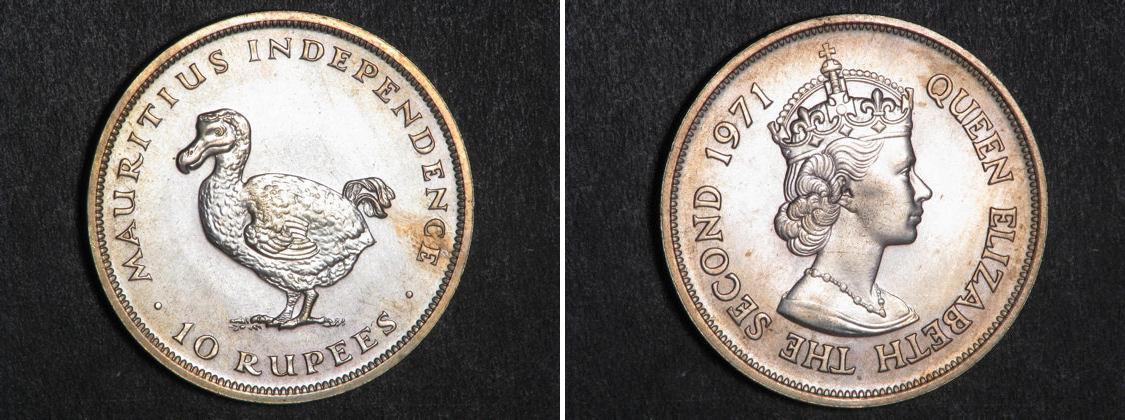 MAURITIUS INDEPENDENCE
· 10 RUPEES ·
QUEEN ELIZABETH THE SECOND 1971